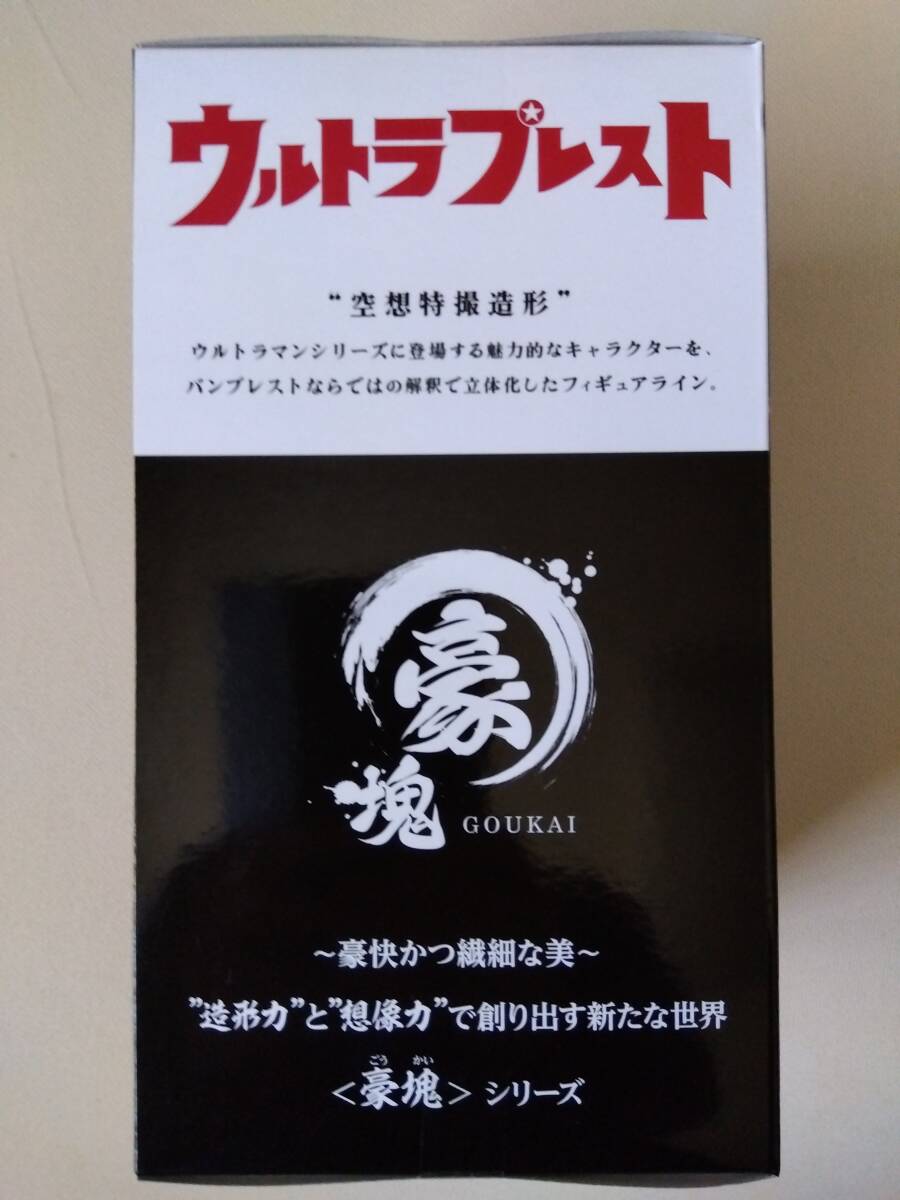 ウルトラプレスト
“空想特撮造形”
ウルトラマンシリーズに登場する魅力的なキャラクターを、
バンプレストならではの解釈で立体化したフィギュアライン。
豪
塊 GOUKAI
～豪快かつ繊細な美～
”造形力”と”想像力”で創り出す新たな世界
ごう かい
＜豪塊＞ シリーズ